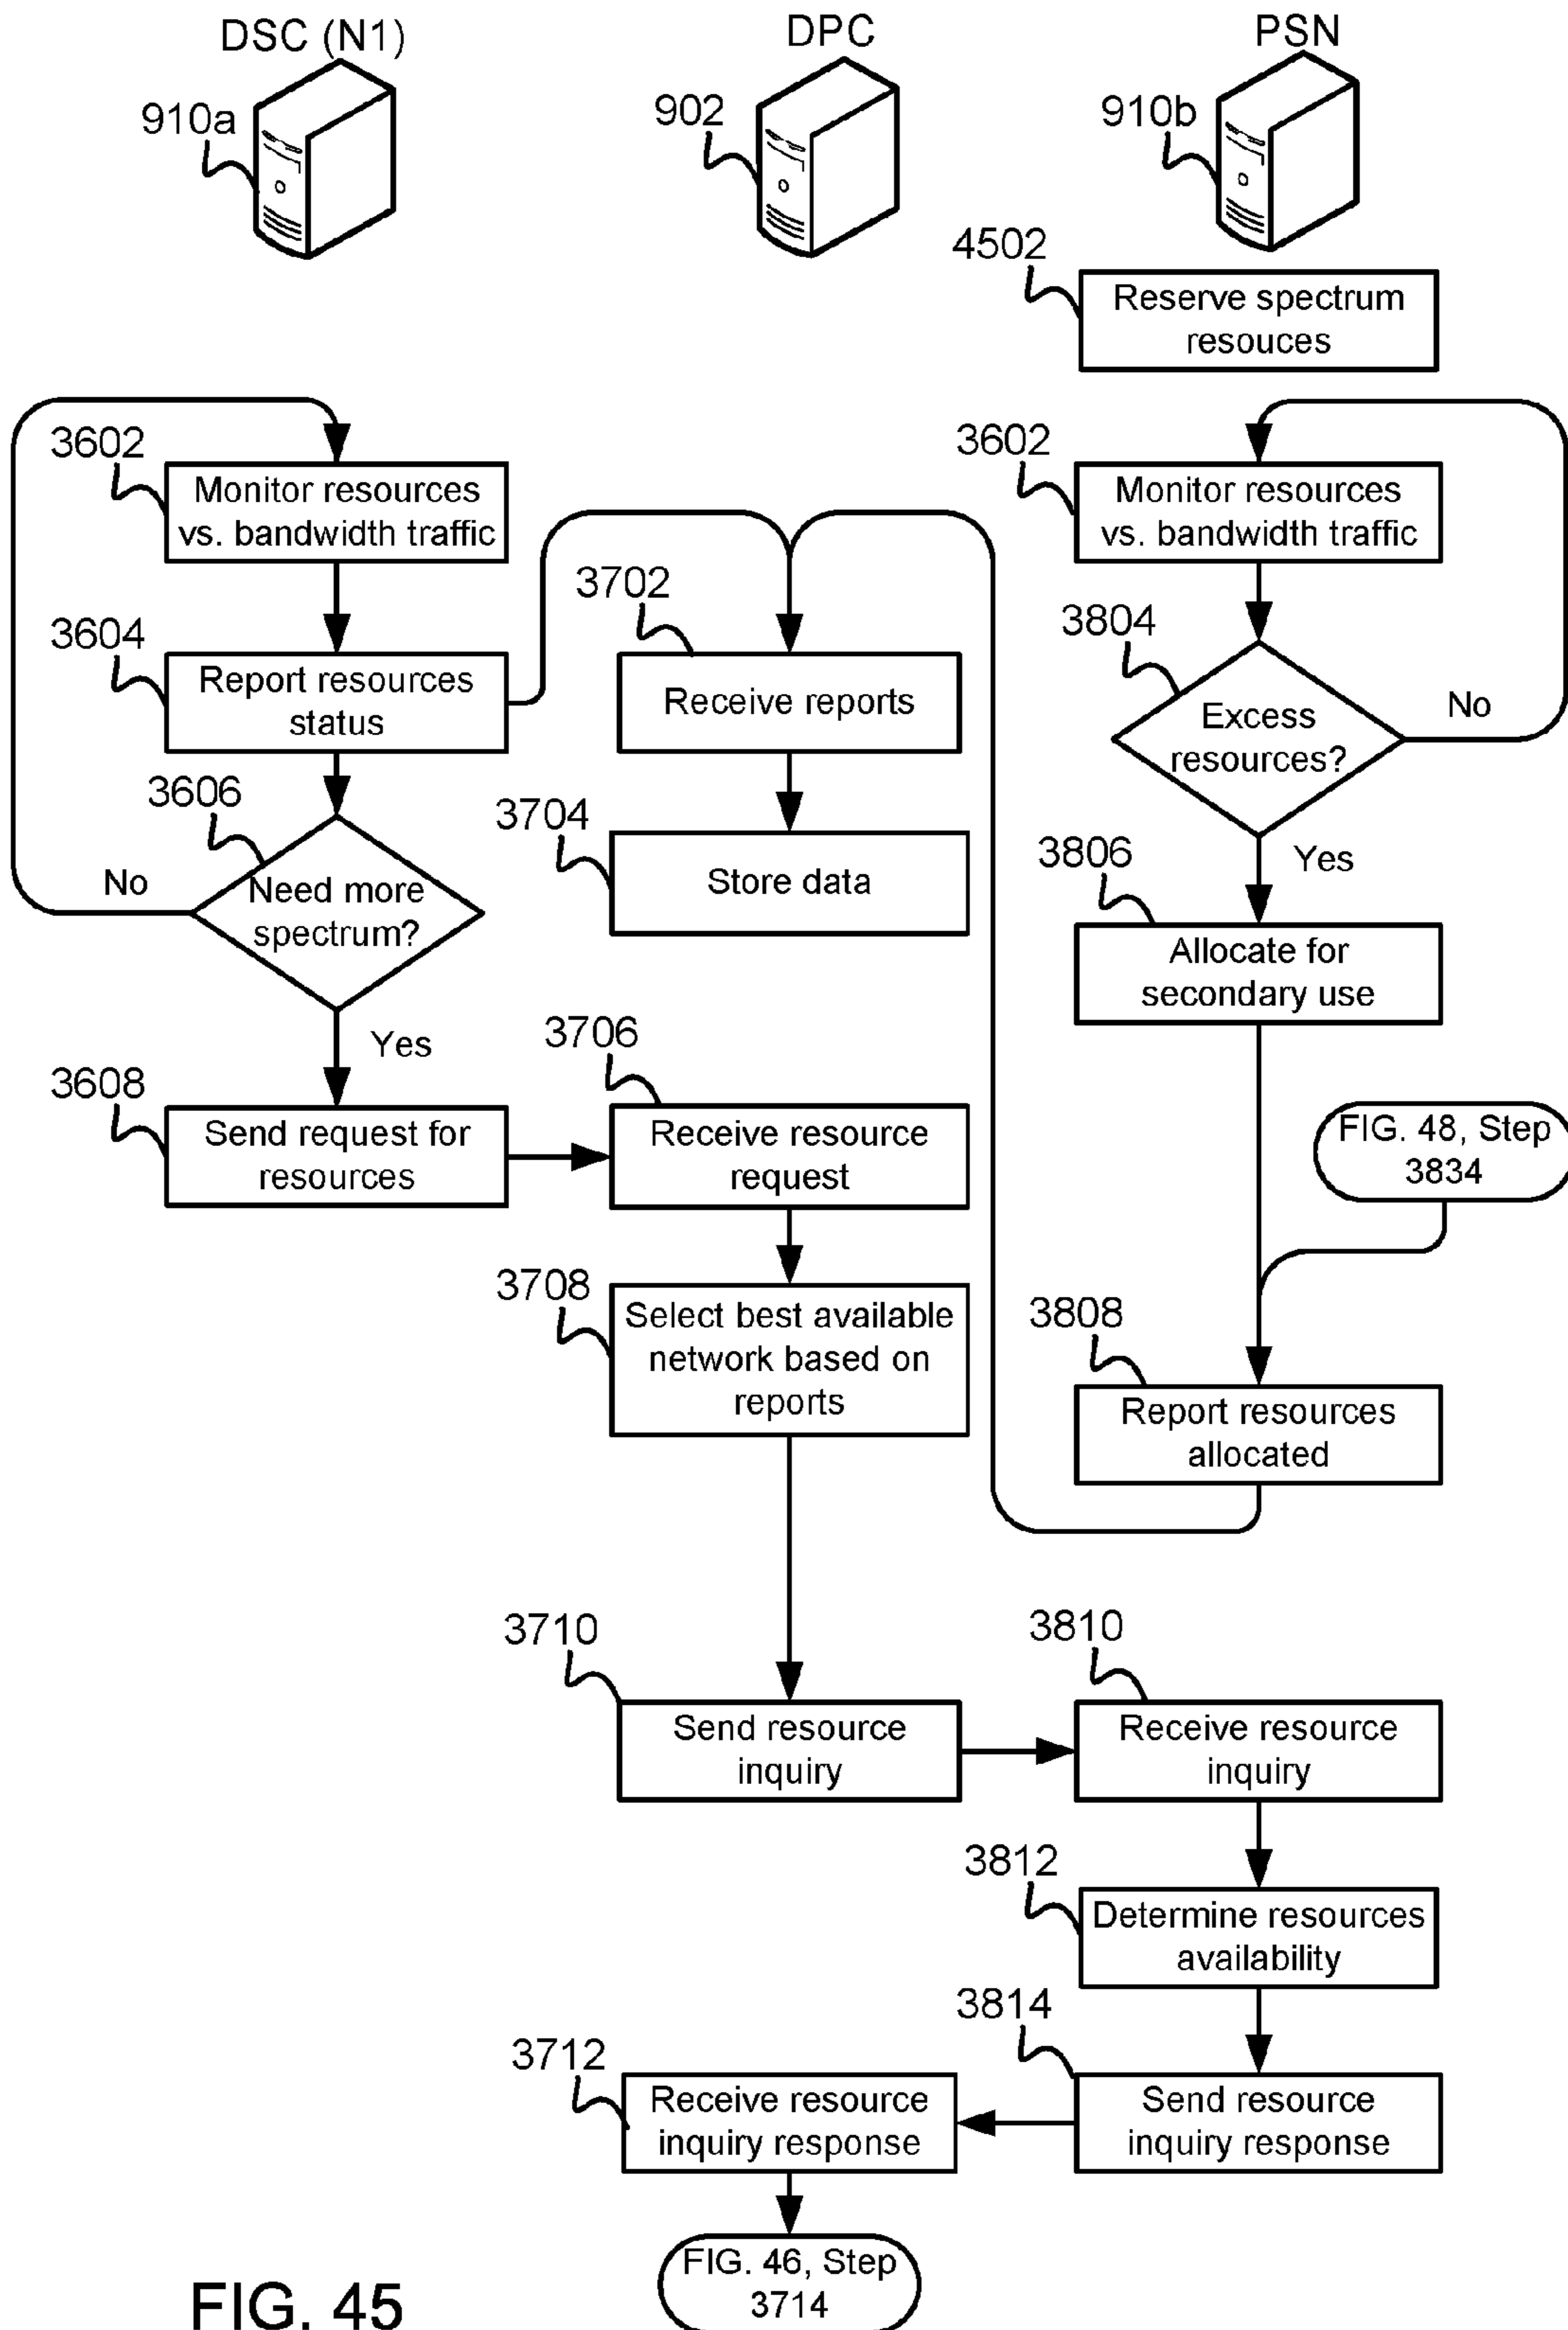 DSC (N1)
DPC
PSN
910a
902
910b
4502
Reserve spectrum
resouces
3602
Monitor resources
vs. bandwidth traffic
3602
Monitor resources
vs. bandwidth traffic
3702
3804
3604
Report resources
status
Receive reports
Excess
resources?
No
3606
3704
3806
Yes
No
Need more
spectrum?
Store data
Allocate for
secondary use
Yes
3706
3608
Send request for
resources
Receive resource
request
FIG. 48, Step
3834
3708
Select best available
network based on
reports
3808
Report resources
allocated
3710
3810
Send resource
inquiry
Receive resource
inquiry
3812
Determine resources
availability
3814
3712
Receive resource
inquiry response
Send resource
inquiry response
FIG. 46, Step
3714
FIG. 45